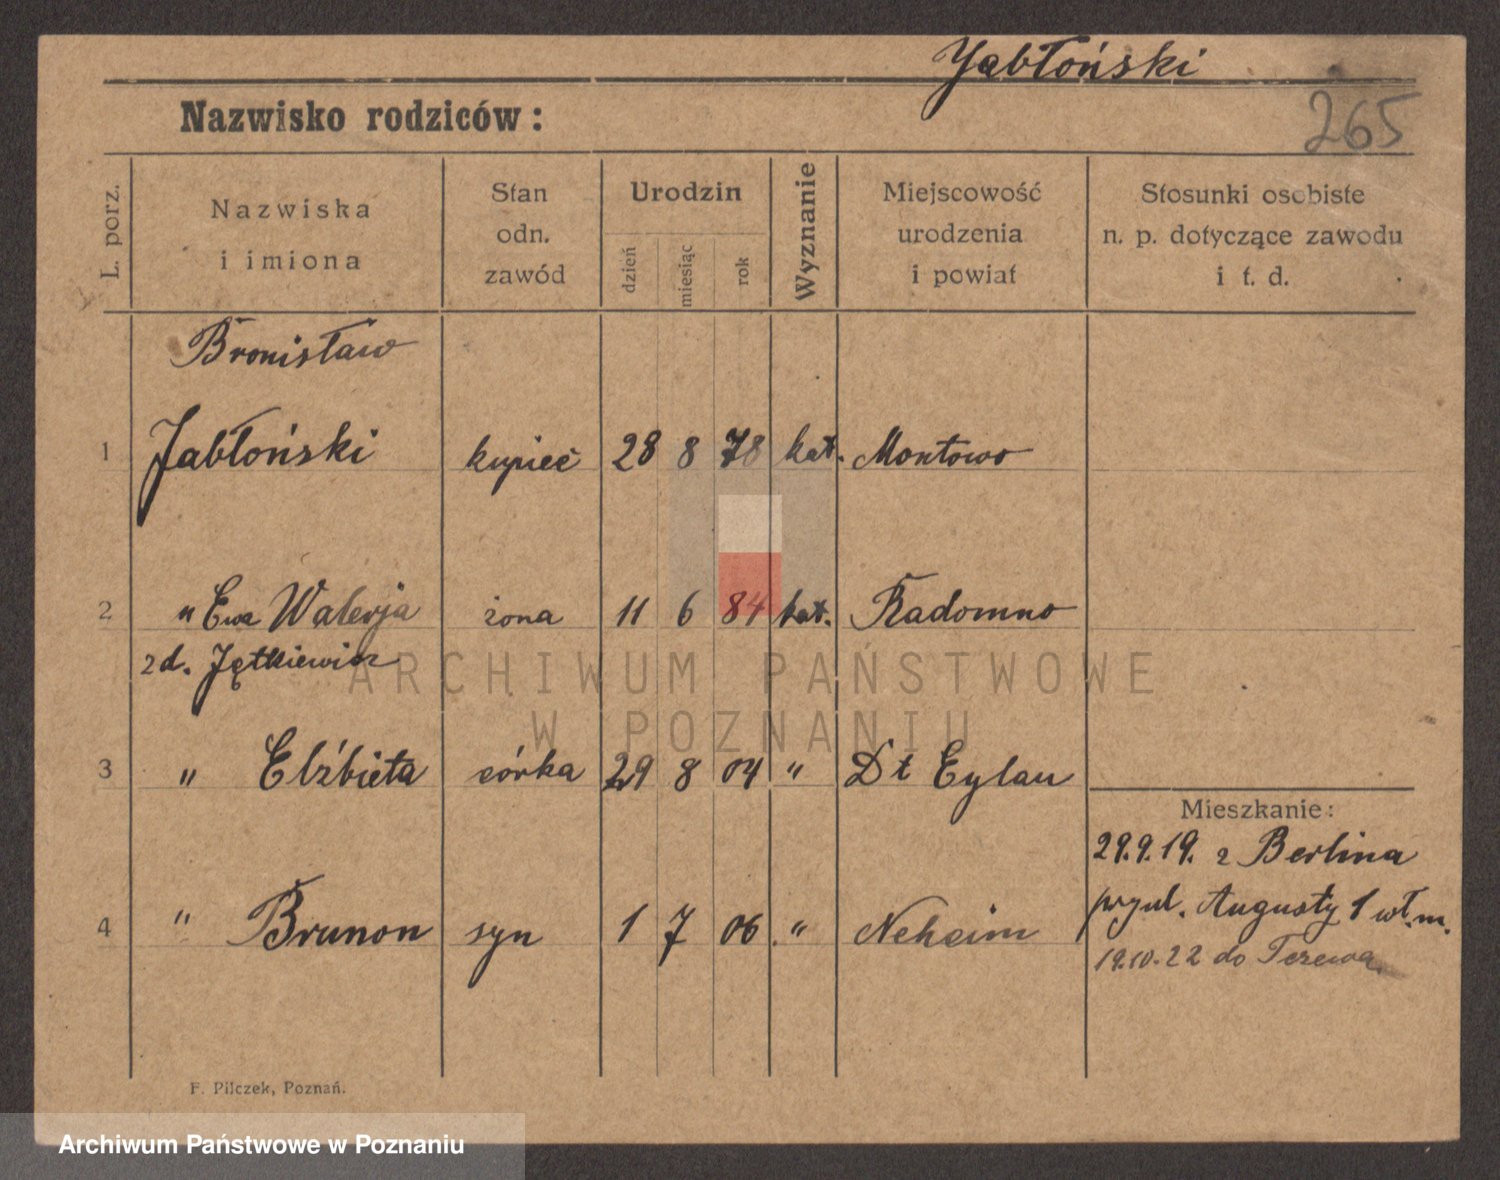 Jabłoński
265
Nazwisko rodziców:
L. porz.
Nazwiska
i imiona
Stan
odn.
zawód
Urodzin
dzień
miesiąc
rok
Wyznanie
Miejscowość
urodzenia
i powiat
Stosunki osobiste
n. p. dotyczące zawodu
i t. d.
Bronisław
1 Jabłoński kupiec 28 8 78 kat. Montowo
2 " Ewa Walerja żona 11 6 84 kat. Radomno
zd. Jętkiewicz
3 " Elżbieta córka 29 8 04 " Dt Eylau
Mieszkanie:
29.9.19. z Berlina
4 " Brunon syn 1 7 06 " Neheim
przyul. Augusty 1 wł.m.
19.10.22 do Tczewa
F. Pilczek, Poznań.
ARCHIWUM PAŃSTWOWE
W POZNANIU
Archiwum Państwowe w Poznaniu